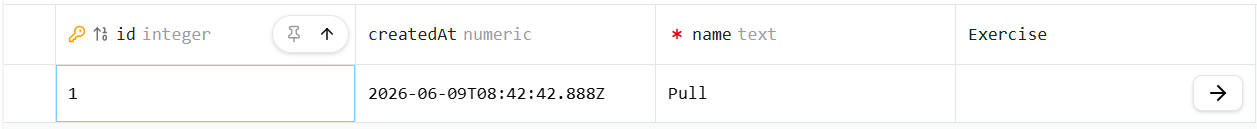 id integer createdAt numeric * name text Exercise
1 2026-06-09T08:42:42.888Z Pull